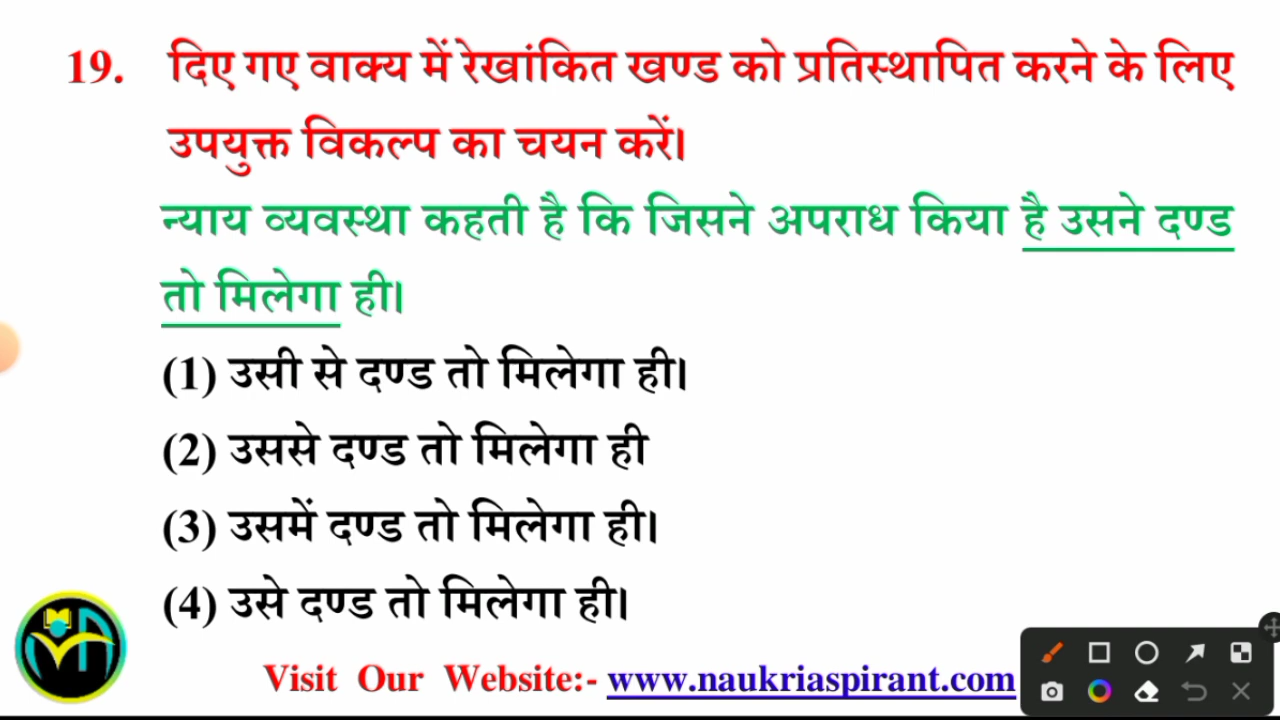 19. दिए गए वाक्य में रेखांकित खण्ड को प्रतिस्थापित करने के लिए
उपयुक्त विकल्प का चयन करें।
न्याय व्यवस्था कहती है कि जिसने अपराध किया है उसने दण्ड
तो मिलेगा ही।
(1) उसी से दण्ड तो मिलेगा ही।
(2) उससे दण्ड तो मिलेगा ही
(3) उसमें दण्ड तो मिलेगा ही।
(4) उसे दण्ड तो मिलेगा ही।
Visit Our Website:- www.naukriaspirant.com